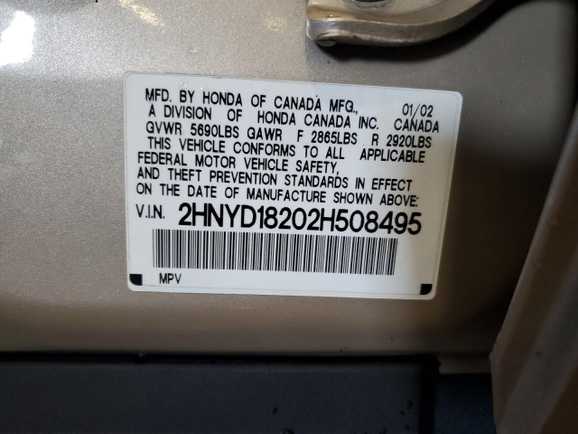 MFD. BY HONDA OF CANADA MFG., 01/02
A DIVISION OF HONDA CANADA INC. CANADA
GVWR 5690LBS GAWR F 2865LBS R 2920LBS
THIS VEHICLE CONFORMS TO ALL APPLICABLE
FEDERAL MOTOR VEHICLE SAFETY,
AND THEFT PREVENTION STANDARDS IN EFFECT
ON THE DATE OF MANUFACTURE SHOWN ABOVE:
V.I.N. 2HNYD18202H508495
MPV